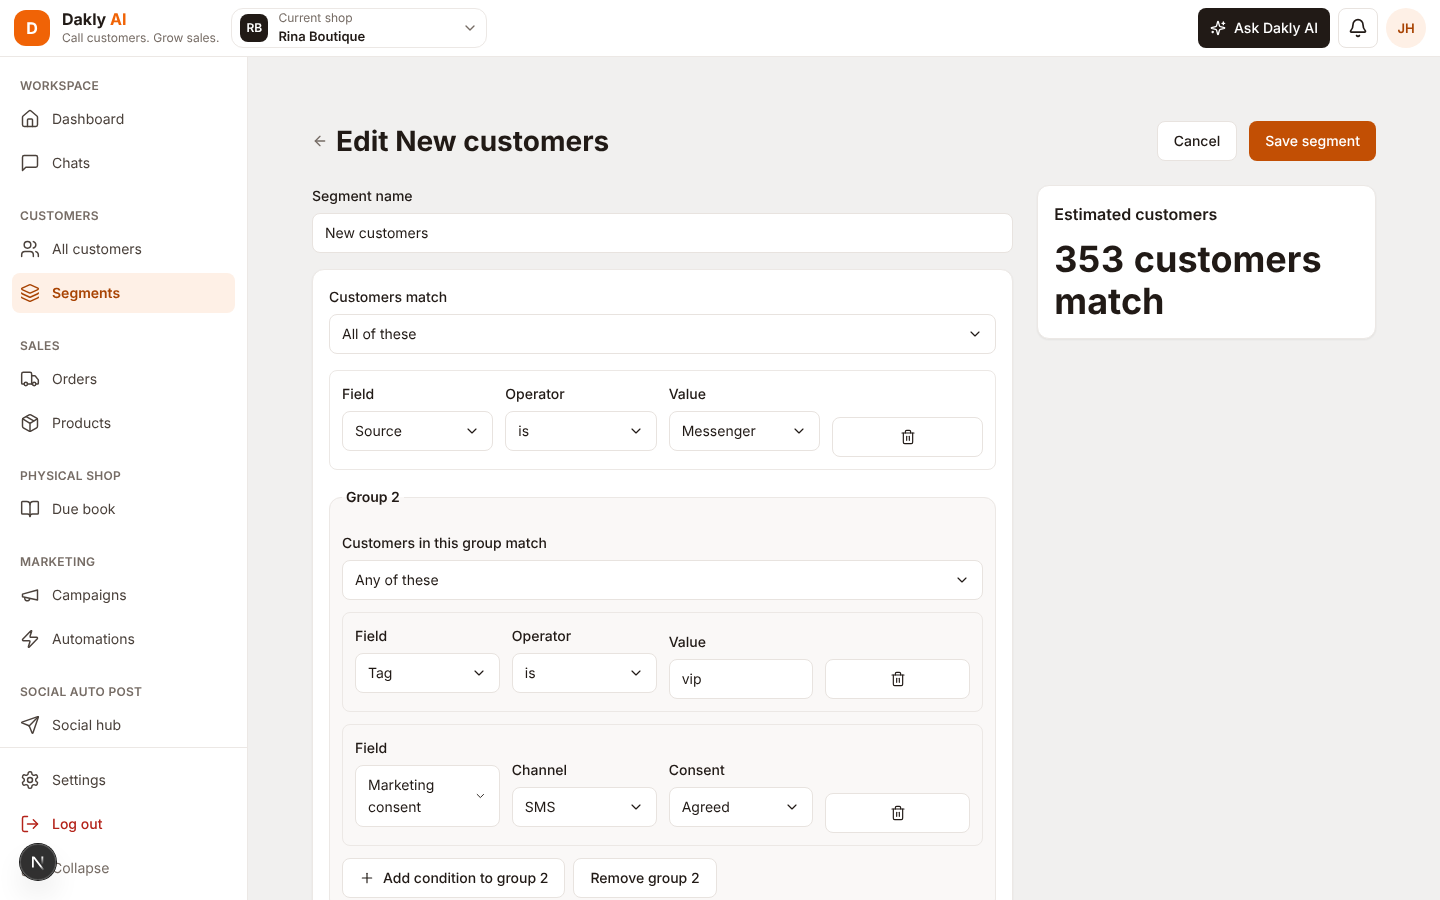 D
Dakly AI
Call customers. Grow sales.
RB
Current shop
Rina Boutique
Ask Dakly AI
JH
WORKSPACE
Dashboard
Chats
CUSTOMERS
All customers
Segments
SALES
Orders
Products
PHYSICAL SHOP
Due book
MARKETING
Campaigns
Automations
SOCIAL AUTO POST
Social hub
Settings
Log out
N
Collapse
Edit New customers
Cancel
Save segment
Segment name
New customers
Customers match
All of these
Field
Operator
Value
Source
is
Messenger
Group 2
Customers in this group match
Any of these
Field
Operator
Value
Tag
is
vip
Field
Channel
Consent
Marketing
consent
SMS
Agreed
Add condition to group 2
Remove group 2
Estimated customers
353 customers
match